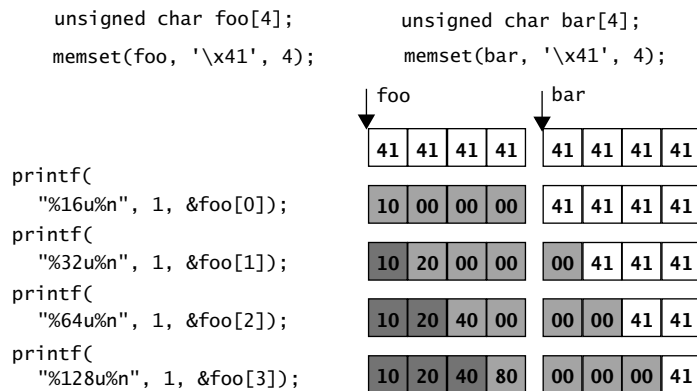 unsigned char foo[4]; unsigned char bar[4];
memset(foo, '\x41', 4); memset(bar, '\x41', 4);
foo bar
41 41 41 41 41 41 41 41
printf(
"%16u%n", 1, &foo[0]); 10 00 00 00 41 41 41 41
printf(
"%32u%n", 1, &foo[1]); 10 20 00 00 00 41 41 41
printf(
"%64u%n", 1, &foo[2]); 10 20 40 00 00 00 41 41
printf(
"%128u%n", 1, &foo[3]); 10 20 40 80 00 00 00 41